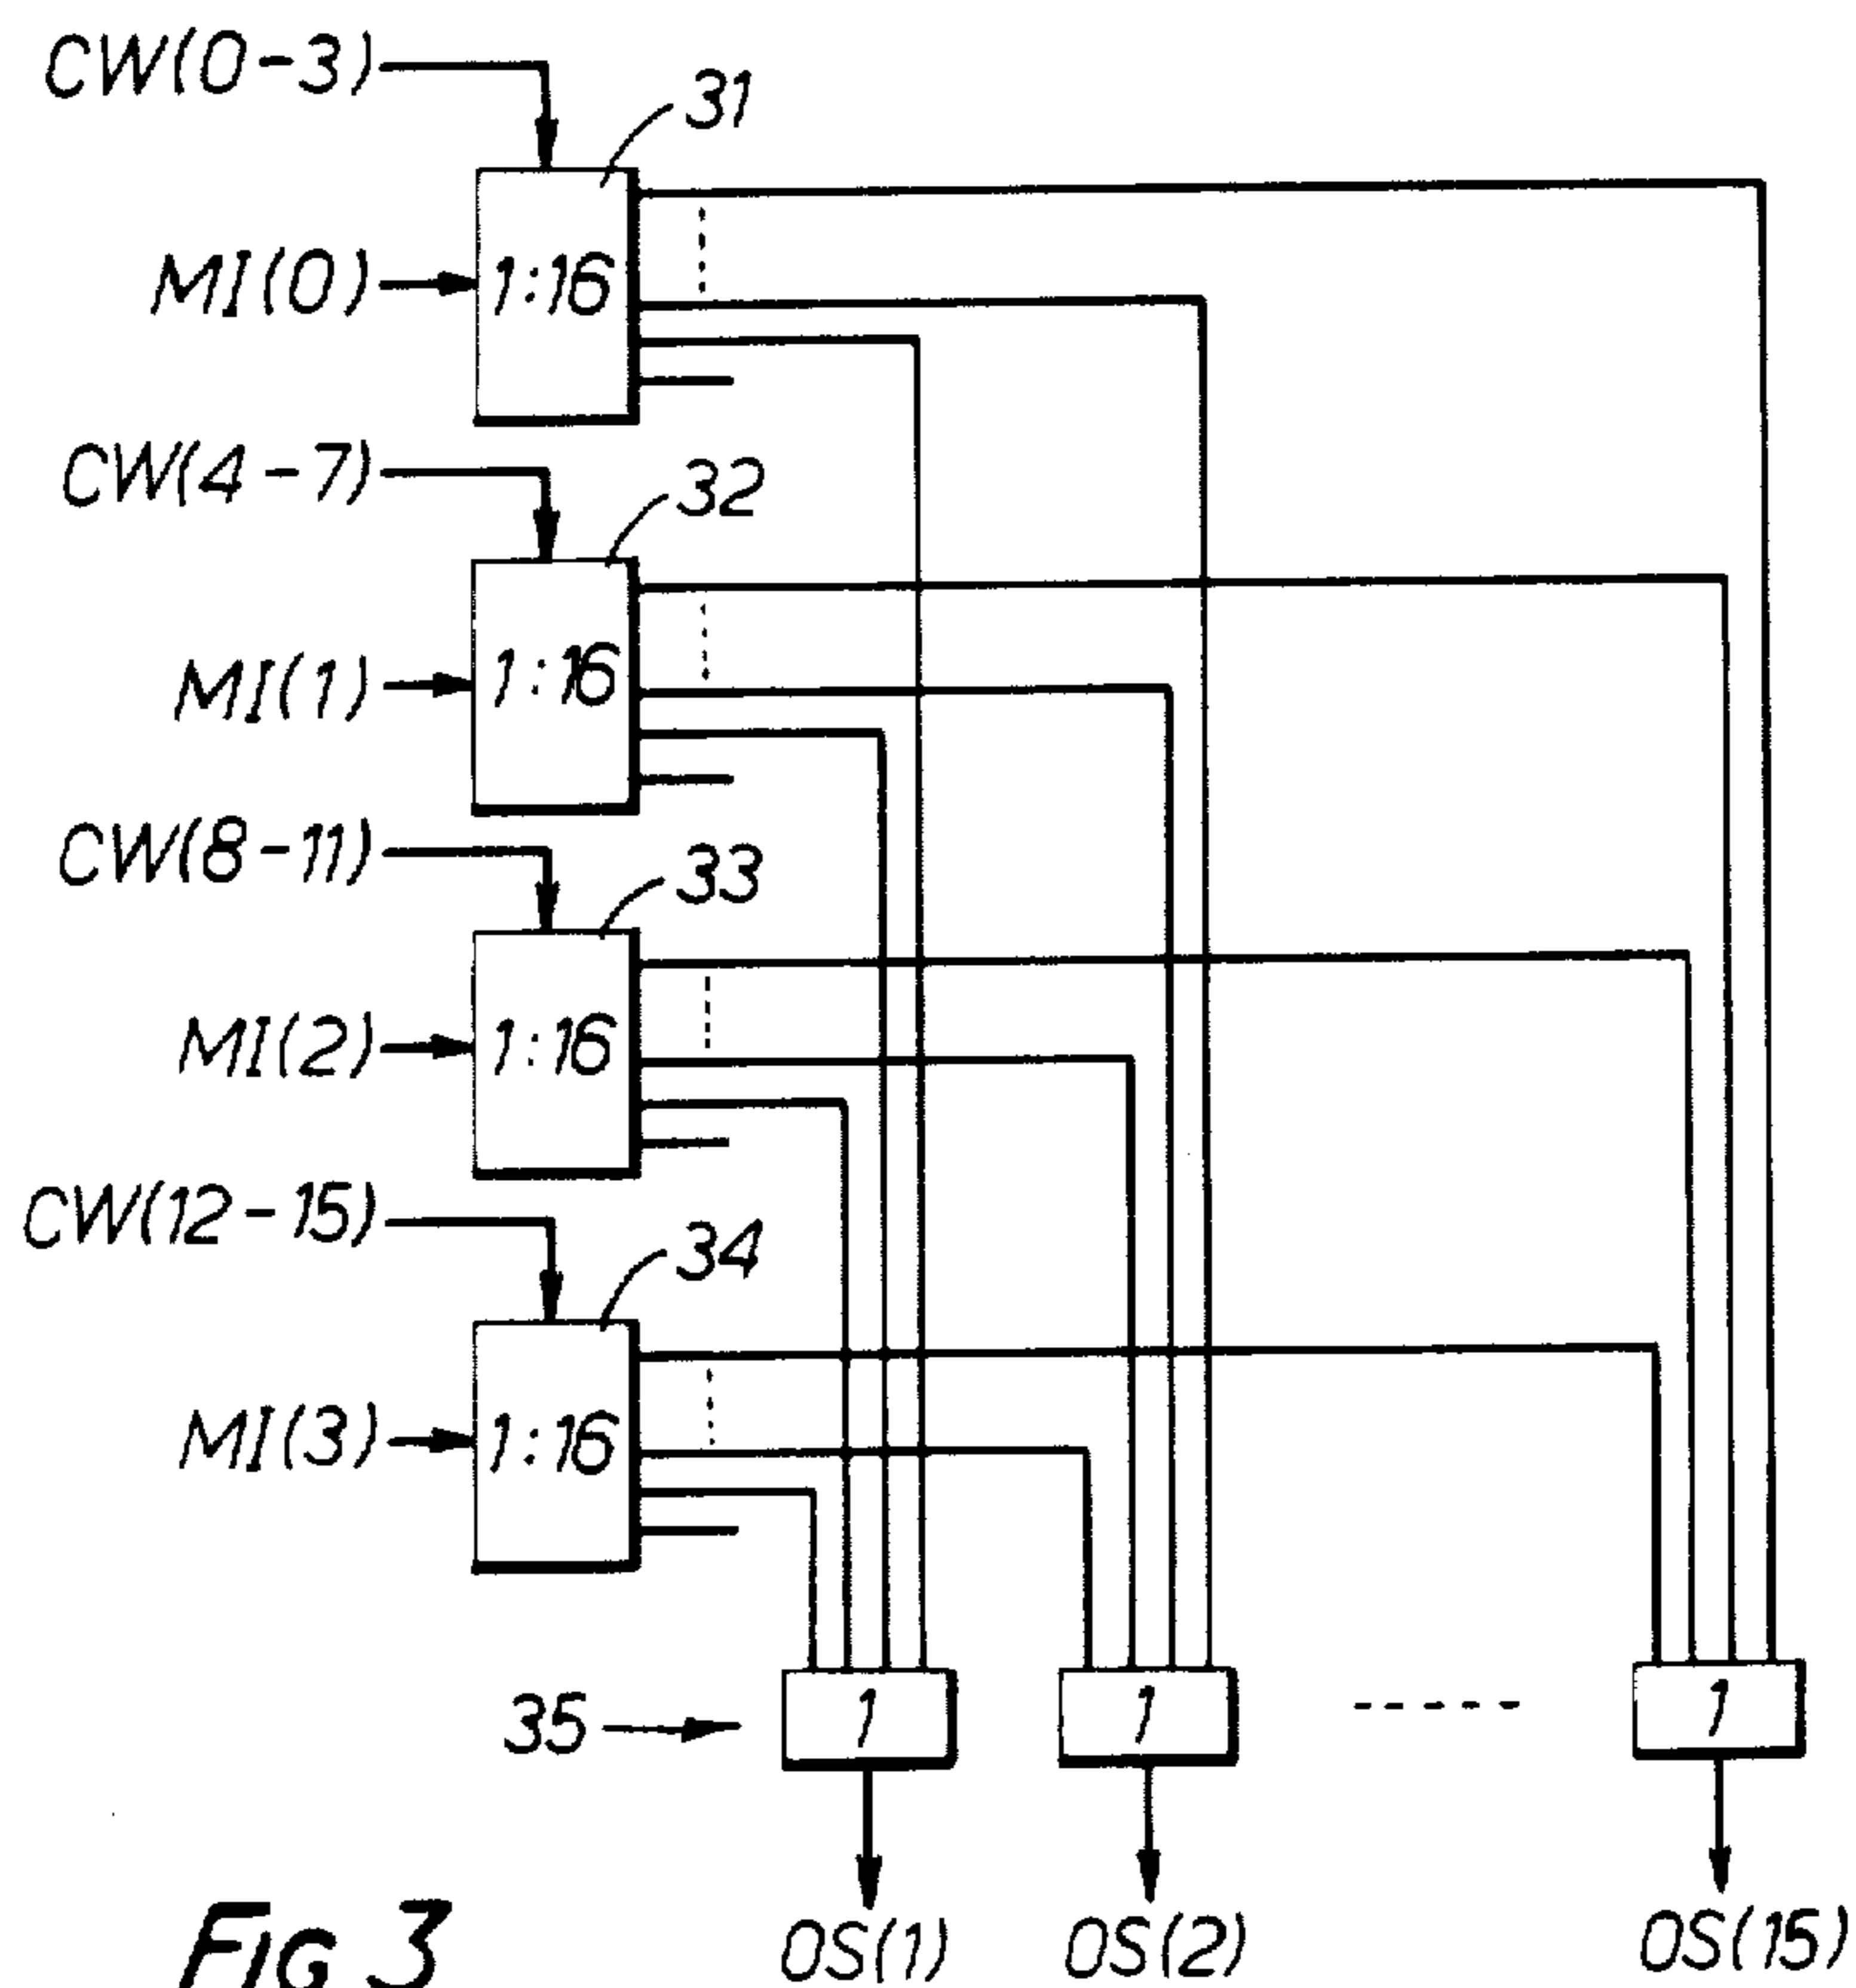 CW(0-3)
31
MI(0)
1:16
CW(4-7)
32
MI(1)
1:16
CW(8-11)
33
MI(2)
1:16
CW(12-15)
34
MI(3)
1:16
35
1
1
1
OS(1)
OS(2)
OS(15)
FIG 3